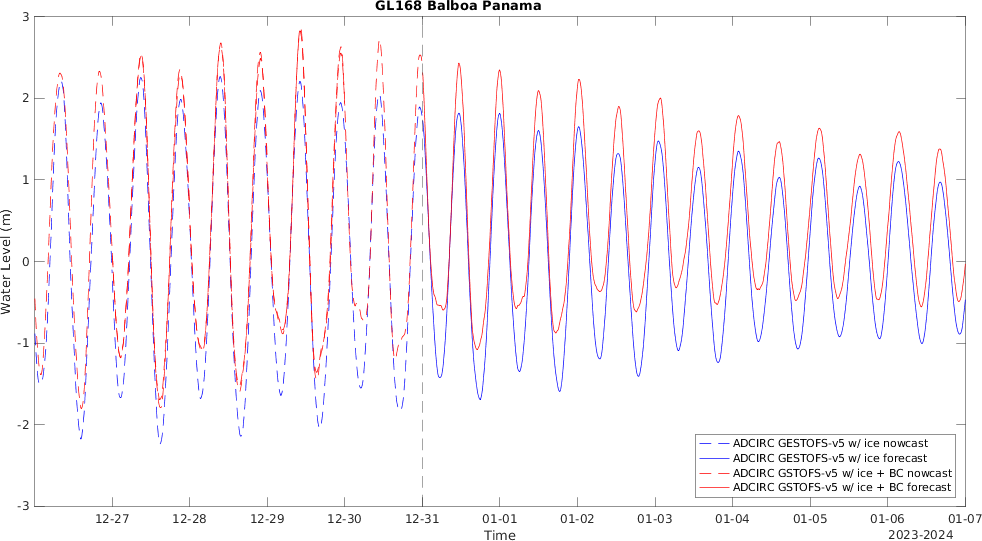 GL168 Balboa Panama
3
2
1
0
-1
-2
-3
Water Level (m)
ADCIRC GESTOFS-v5 w/ ice nowcast
ADCIRC GESTOFS-v5 w/ ice forecast
ADCIRC GSTOFS-v5 w/ ice + BC nowcast
ADCIRC GSTOFS-v5 w/ ice + BC forecast
12-27 12-28 12-29 12-30 12-31 01-01 01-02 01-03 01-04 01-05 01-06 01-07
Time
2023-2024